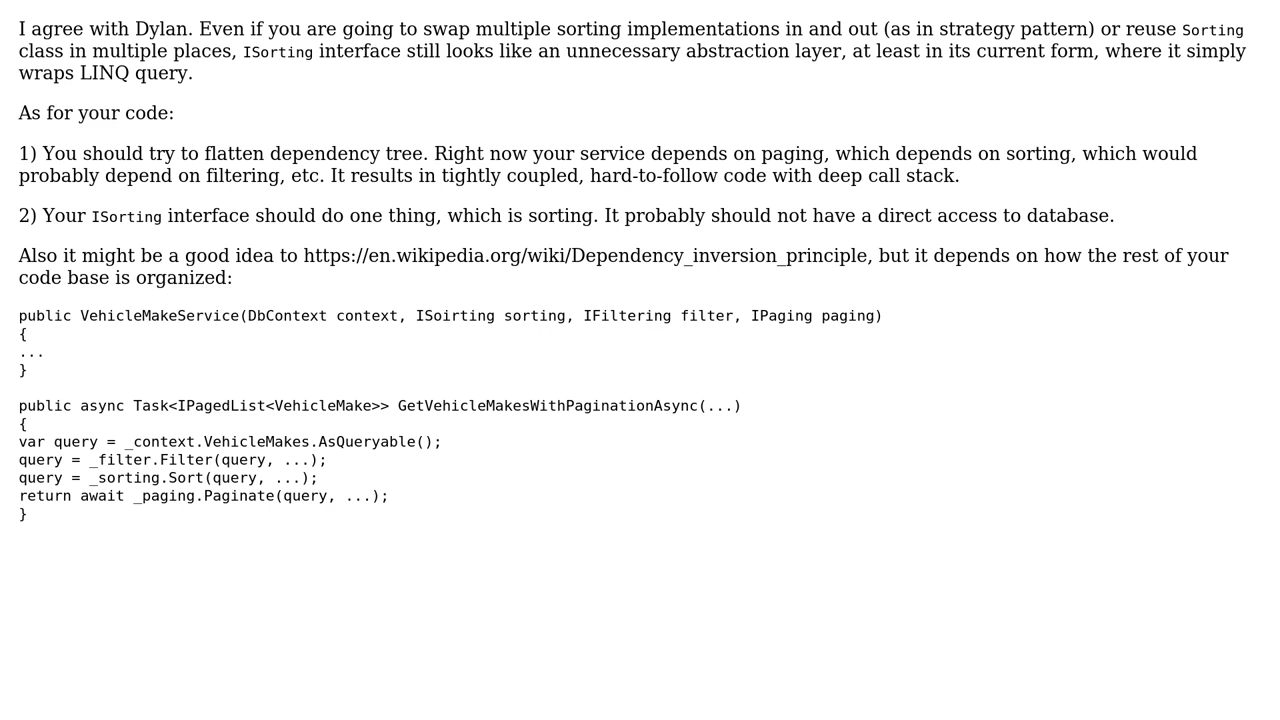 I agree with Dylan. Even if you are going to swap multiple sorting implementations in and out (as in strategy pattern) or reuse Sorting
class in multiple places, ISorting interface still looks like an unnecessary abstraction layer, at least in its current form, where it simply
wraps LINQ query.
As for your code:
1) You should try to flatten dependency tree. Right now your service depends on paging, which depends on sorting, which would
probably depend on filtering, etc. It results in tightly coupled, hard-to-follow code with deep call stack.
2) Your ISorting interface should do one thing, which is sorting. It probably should not have a direct access to database.
Also it might be a good idea to https://en.wikipedia.org/wiki/Dependency_inversion_principle, but it depends on how the rest of your
code base is organized:
public VehicleMakeService(DbContext context, ISoirting sorting, IFiltering filter, IPaging paging)
{
...
}
public async Task<IPagedList<VehicleMake>> GetVehicleMakesWithPaginationAsync(...)
{
var query = _context.VehicleMakes.AsQueryable();
query = _filter.Filter(query, ...);
query = _sorting.Sort(query, ...);
return await _paging.Paginate(query, ...);
}